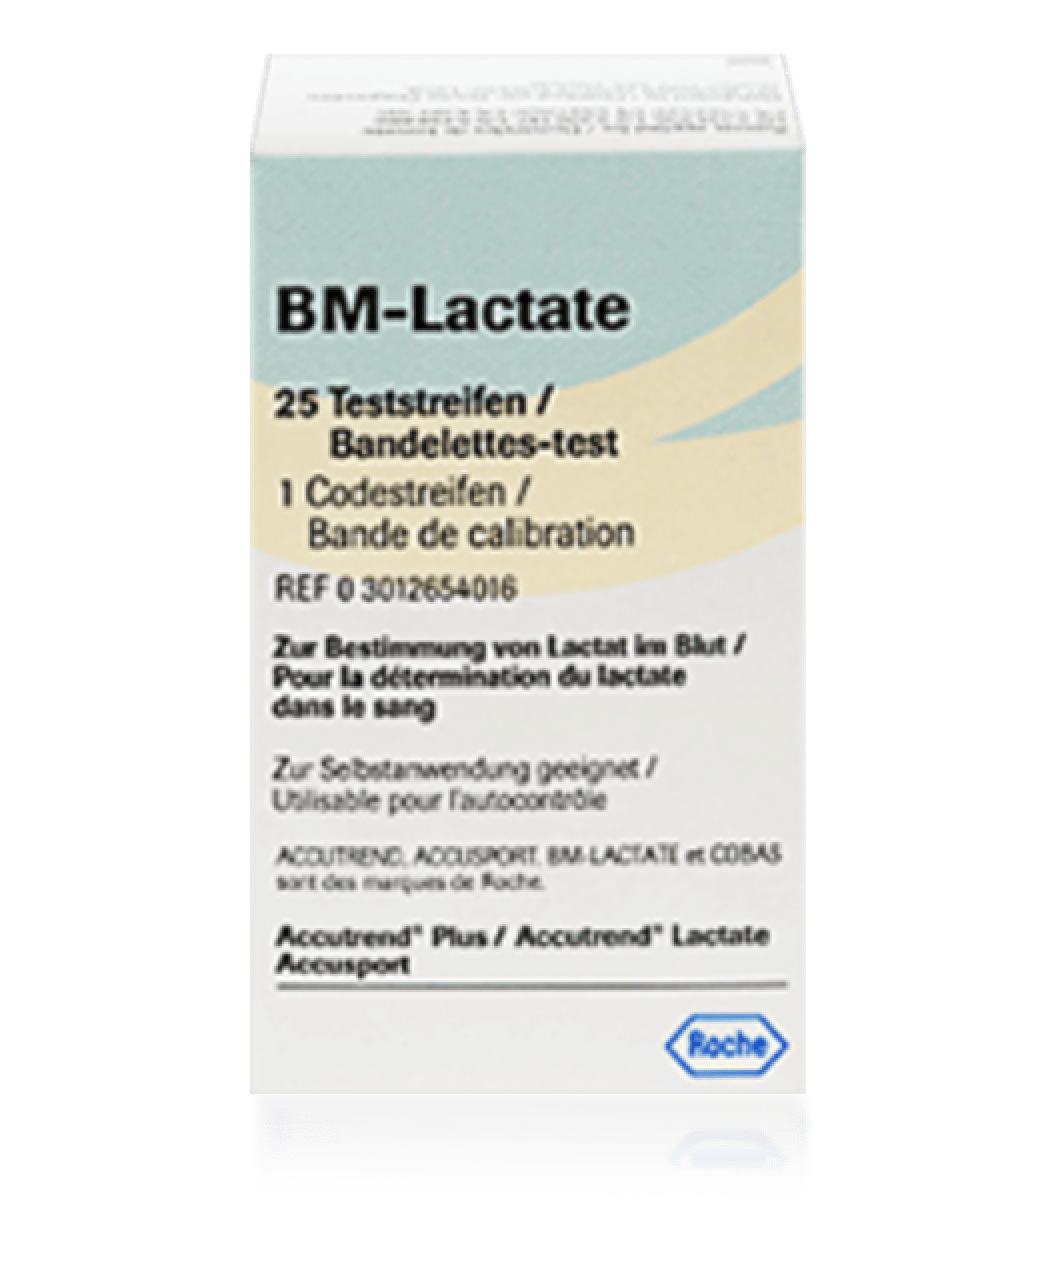 BM-Lactate
25 Teststreifen /
Bandelettes-test
1 Codestreifen /
Bande de calibration
REF 0 3012654016
Zur Bestimmung von Lactat im Blut /
Pour la détermination du lactate
dans le sang
Zur Selbstanwendung geeignet /
Utilisable pour l'autocontrôle
ACCUTREND, ACCUSPORT, BM-LACTATE et COBAS
sont des marques de Roche.
Accutrend® Plus / Accutrend® Lactate
Accusport
Roche